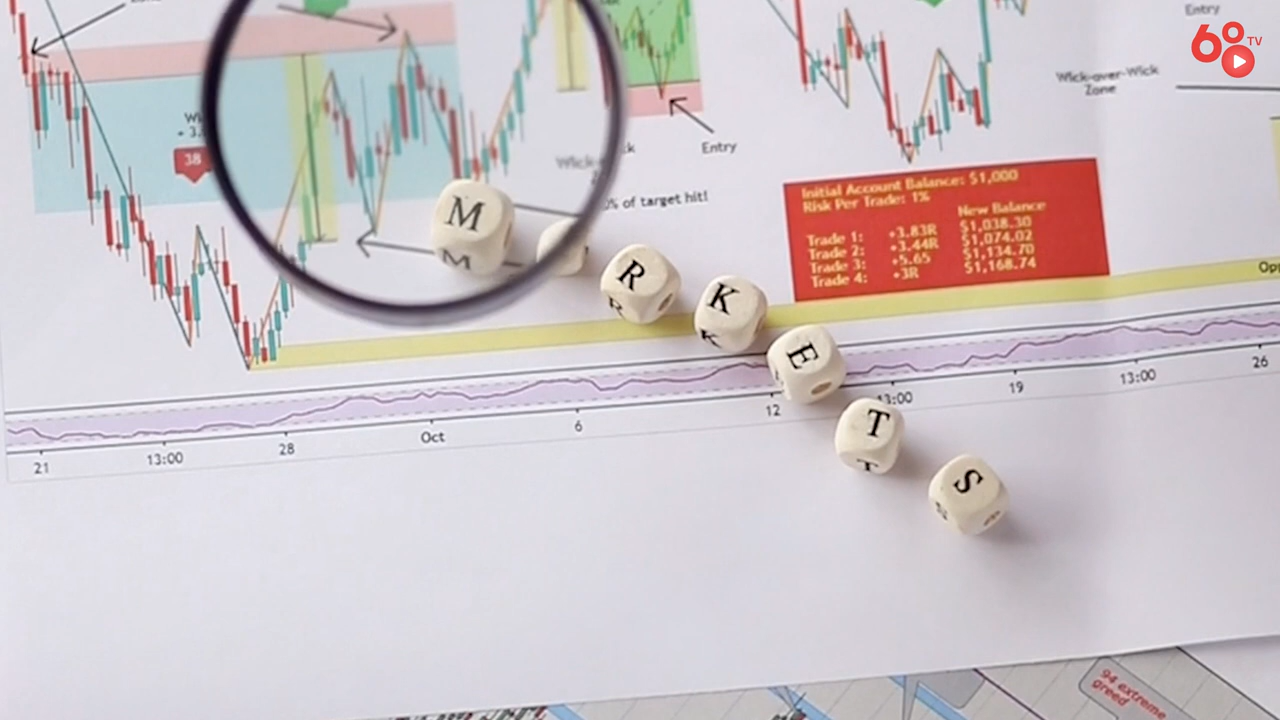 60
TV
Entry
Wick-over-Wick
Zone
38
Entry
% of target hit!
Initial Account Balance: $1,000
Risk Per Trade: 1%
New Balance
Trade 1: +3.83R $1,038.30
Trade 2: +3.44R $1,074.02
Trade 3: +5.65 $1,134.70
Trade 4: +3R $1,168.74
M
M
R
R
K
K
E
T
T
S
21 13:00 28 Oct 6 12 13:00 19 13:00 26
94 extreme
greed